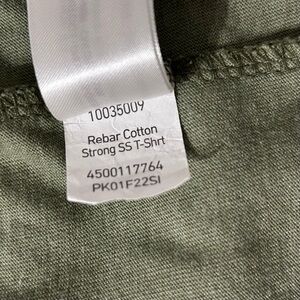 10035009
Rebar Cotton
Strong SS T-Shrt
4500117764
PK01F22SI